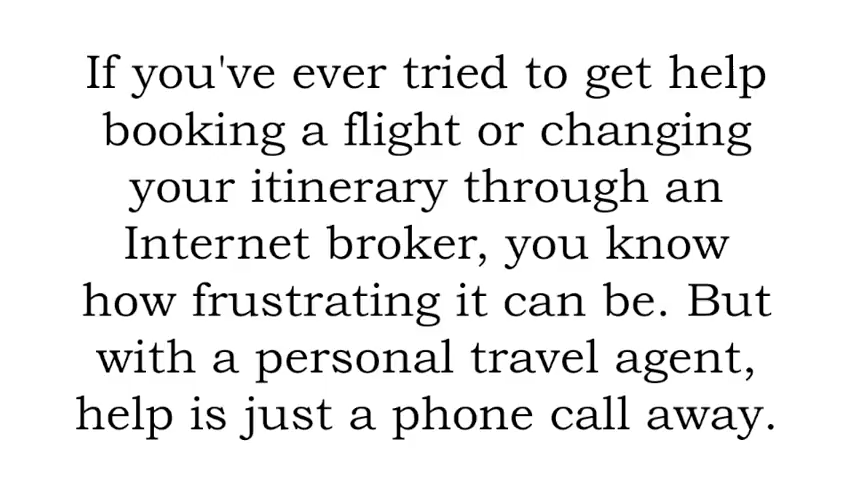 If you've ever tried to get help
booking a flight or changing
your itinerary through an
Internet broker, you know
how frustrating it can be. But
with a personal travel agent,
help is just a phone call away.